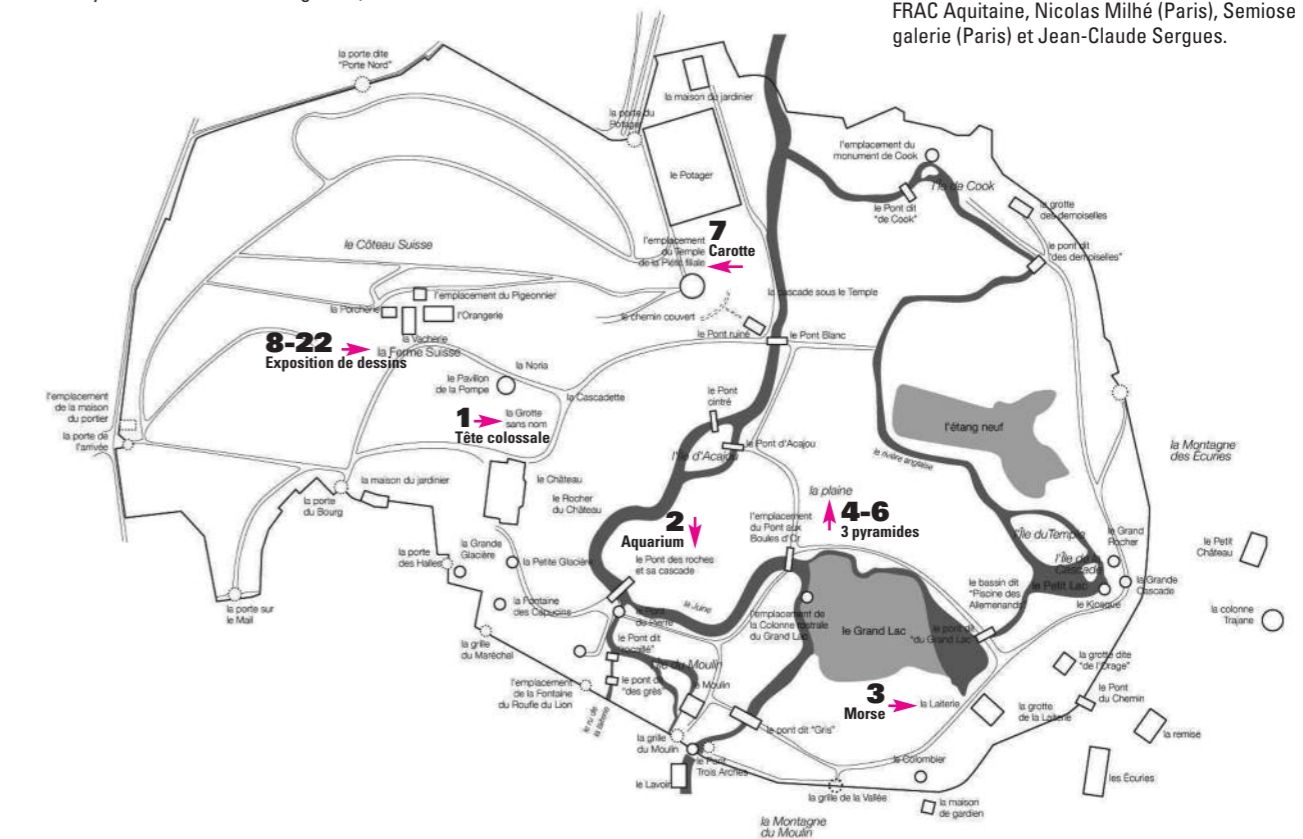 FRAC Aquitaine, Nicolas Milhé (Paris), Semiose
galerie (Paris) et Jean-Claude Sergues.
la porte dite
"Porte Nord"
la maison du jardinier
la porte du
Potager
le Potager
l'emplacement du
monument de Cook
l'île de Cook
le Pont dit
"de Cook"
la grotte
des demoiselles
le pont dit
"des demoiselles"
le Côteau Suisse
7
Carotte
l'emplacement
du Temple
de la Piété filiale
la cascade sous le Temple
l'emplacement du Pigeonnier
la Porcherie
l'Orangerie
la Vacherie
le chemin couvert
le Pont ruiné
le Pont Blanc
8-22
Exposition de dessins
la Ferme Suisse
la Noria
le Pavillon
de la Pompe
la Cascadette
le Pont
cintré
l'emplacement
de la maison
du portier
la porte de
l'arrivée
1
Tête colossale
la Grotte
sans nom
l'étang neuf
le Pont d'Acajou
l'Île d'Acajou
la rivière anglaise
la Montagne
des Écuries
la maison du jardinier
la porte
du Bourg
le Château
le Rocher
du Château
la plaine
4-6
3 pyramides
2
Aquarium
le Pont des roches
et sa cascade
l'emplacement
du Pont aux
Boules d'Or
l'Île du Temple
le Grand
Rocher
l'Île de la
Cascade
le Petit
Château
la Grande
Glacière
la porte
des Halles
la Petite Glacière
le bassin dit
"Piscine des
Allemenands"
le Petit Lac
la Grande
Cascade
le Kiosque
la porte sur
le Mail
la Fontaine
des Capucins
la Juine
l'emplacement de
la Colonne rostrale
du Grand Lac
le Grand Lac
le pont dit
"du Grand Lac"
la colonne
Trajane
le Pont
de Pierre
la grille
du Maréchal
le Pont dit
"rocaillé"
l'Île du Moulin
la grotte dite
"de l'Orage"
l'emplacement
de la Fontaine
du Roufle du Lion
le pont dit
"des grès"
le Moulin
3
Morse
la Laiterie
la grotte
de la Laiterie
le Pont
du Chemin
la remise
la grille
du Moulin
le pont dit "Gris"
le Pont
Trois Arches
le Colombier
le Lavoir
la grille de la Vallée
les Écuries
la maison
de gardien
la Montagne
du Moulin